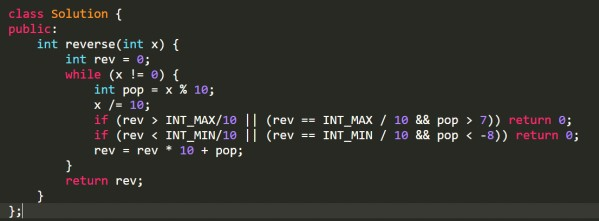 class Solution {
public:
    int reverse(int x) {
        int rev = 0;
        while (x != 0) {
            int pop = x % 10;
            x /= 10;
            if (rev > INT_MAX/10 || (rev == INT_MAX / 10 && pop > 7)) return 0;
            if (rev < INT_MIN/10 || (rev == INT_MIN / 10 && pop < -8)) return 0;
            rev = rev * 10 + pop;
        }
        return rev;
    }
};